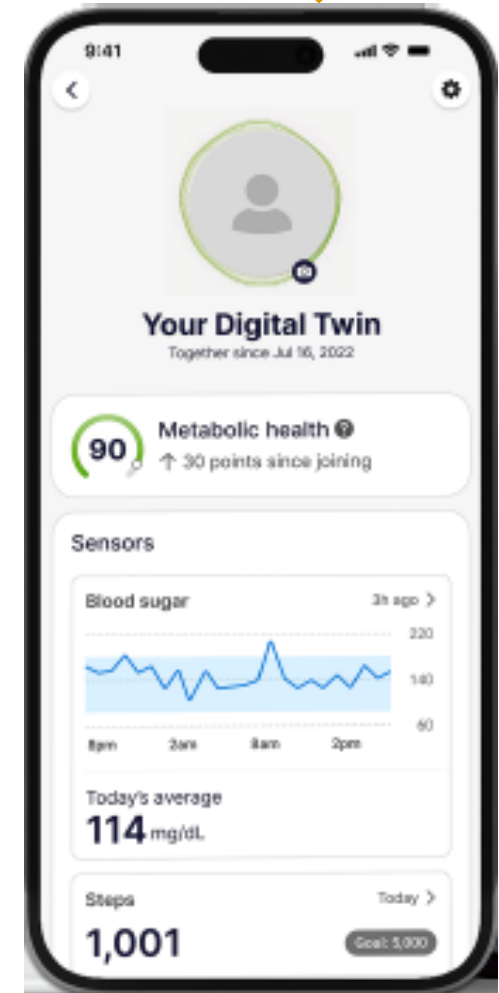 9:41
Your Digital Twin
Together since Jul 16, 2022
90
Metabolic health ?
↑ 30 points since joining
Sensors
Blood sugar 3h ago >
220
140
60
8pm 2am 8am 2pm
Today's average
114 mg/dL
Steps Today >
1,001 Goal: 5,000